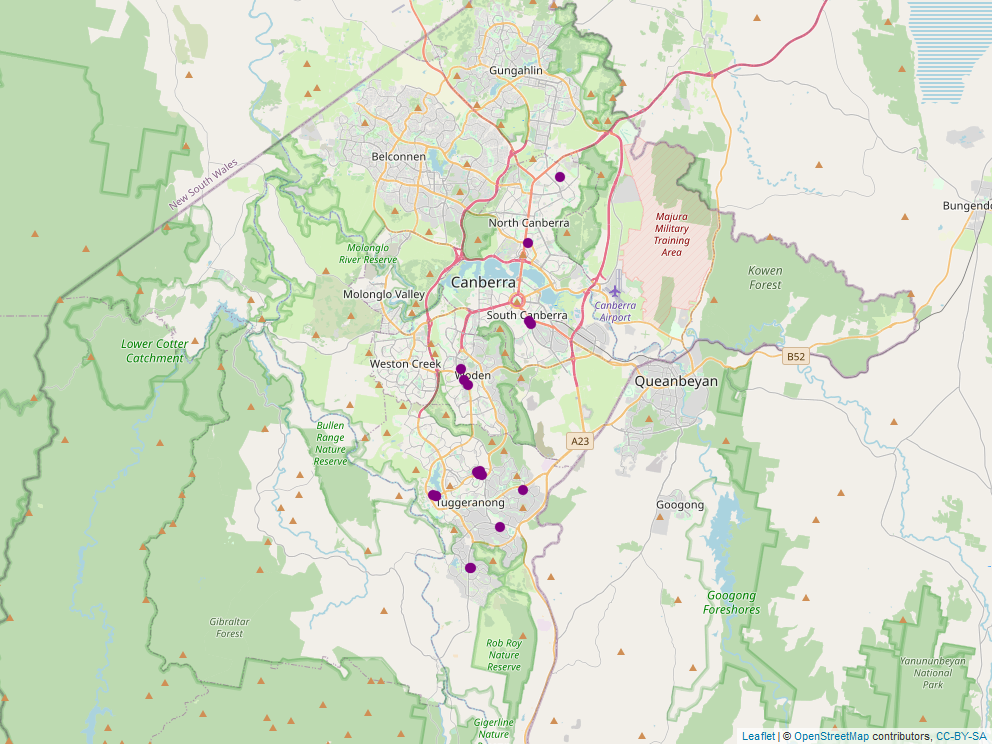 Gungahlin
Belconnen
New South Wales
Bungend
North Canberra
Majura
Military
Training
Area
Molonglo
River Reserve
Kowen
Forest
Canberra
Molonglo Valley
Canberra
Airport
South Canberra
Lower Cotter
Catchment
B52
Weston Creek
Woden
Queanbeyan
Bullen
Range
Nature
Reserve
A23
Tuggeranong
Googong
Googong
Foreshores
Gibraltar
Forest
Rob Roy
Nature
Reserve
Yanununbeyan
National
Park
Gigerline
Nature
Leaflet | © OpenStreetMap contributors, CC-BY-SA